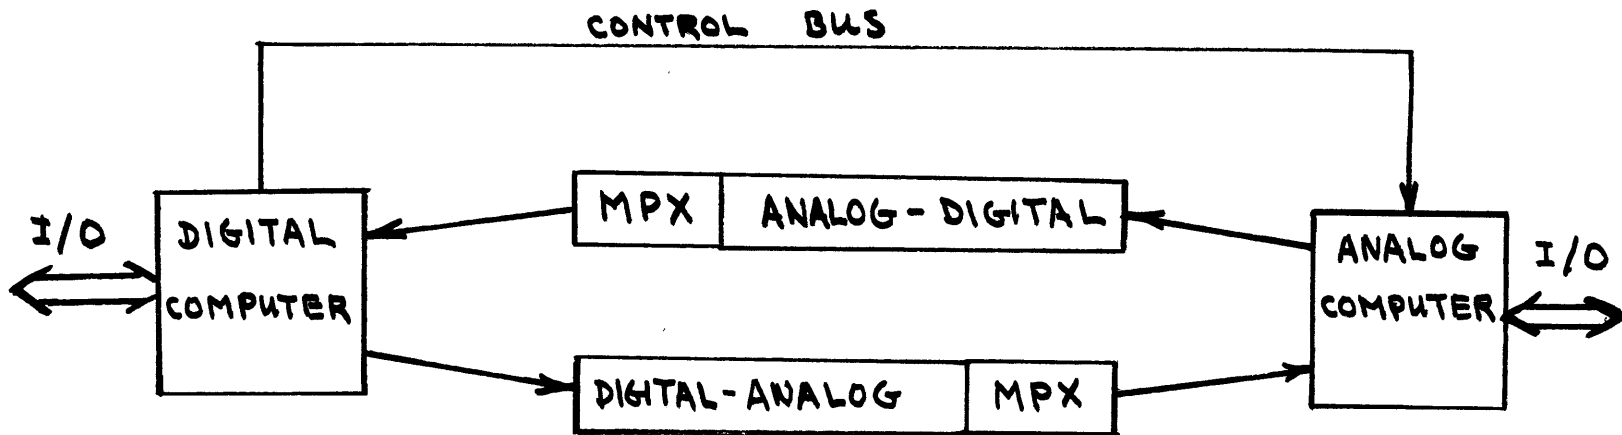 CONTROL BUS
MPX ANALOG-DIGITAL
I/O
DIGITAL
COMPUTER
ANALOG
COMPUTER
I/O
DIGITAL-ANALOG MPX